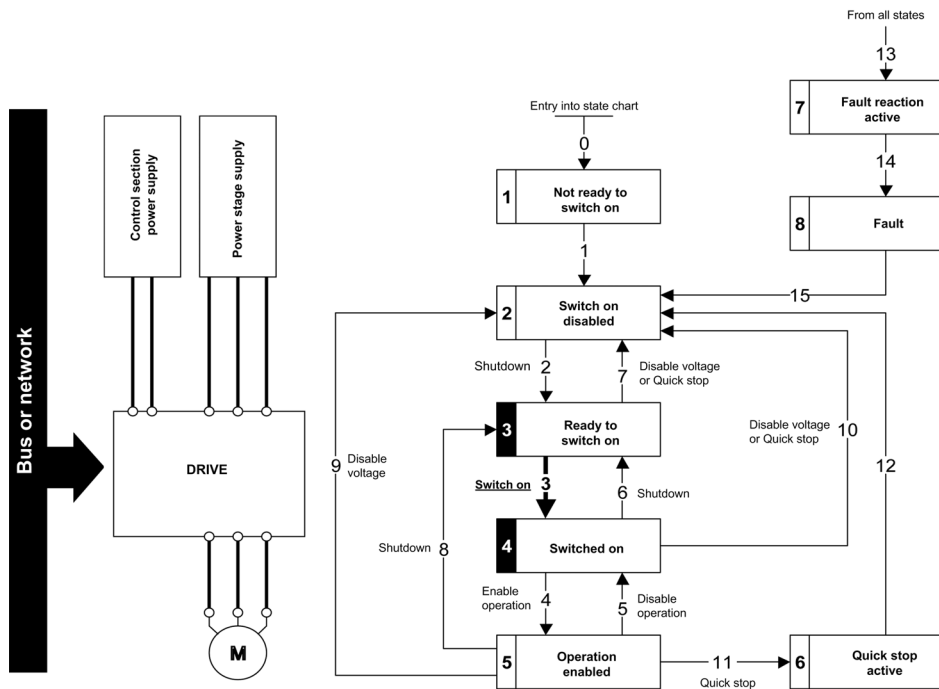 Bus or network
Control section
power supply
Power stage supply
DRIVE
M
Entry into state chart
0
1
Not ready to
switch on
1
2
Switch on
disabled
Shutdown
2
7
Disable voltage
or Quick stop
3
Ready to
switch on
Switch on
3
6
Shutdown
4
Switched on
Enable
operation
4
5
Disable
operation
5
Operation
enabled
9
Disable
voltage
Shutdown
8
Disable voltage
or Quick stop
10
12
11
Quick stop
6
Quick stop
active
From all states
13
7
Fault reaction
active
14
8
Fault
15